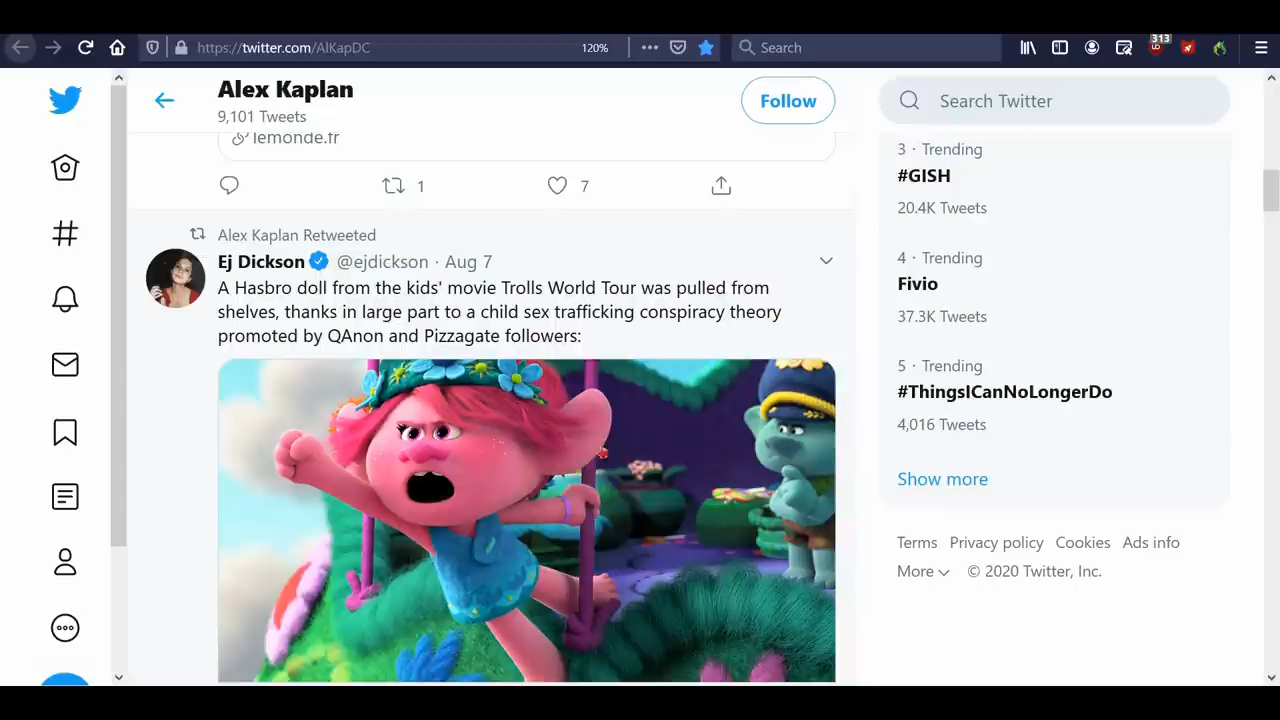 https://twitter.com/AlKapDC
120%
Search
313
Alex Kaplan
9,101 Tweets
Follow
Search Twitter
lemonde.fr
1
7
Alex Kaplan Retweeted
Ej Dickson @ejdickson · Aug 7
A Hasbro doll from the kids' movie Trolls World Tour was pulled from
shelves, thanks in large part to a child sex trafficking conspiracy theory
promoted by QAnon and Pizzagate followers:
3 · Trending
#GISH
20.4K Tweets
4 · Trending
Fivio
37.3K Tweets
5 · Trending
#ThingsICanNoLongerDo
4,016 Tweets
Show more
Terms Privacy policy Cookies Ads info
More © 2020 Twitter, Inc.